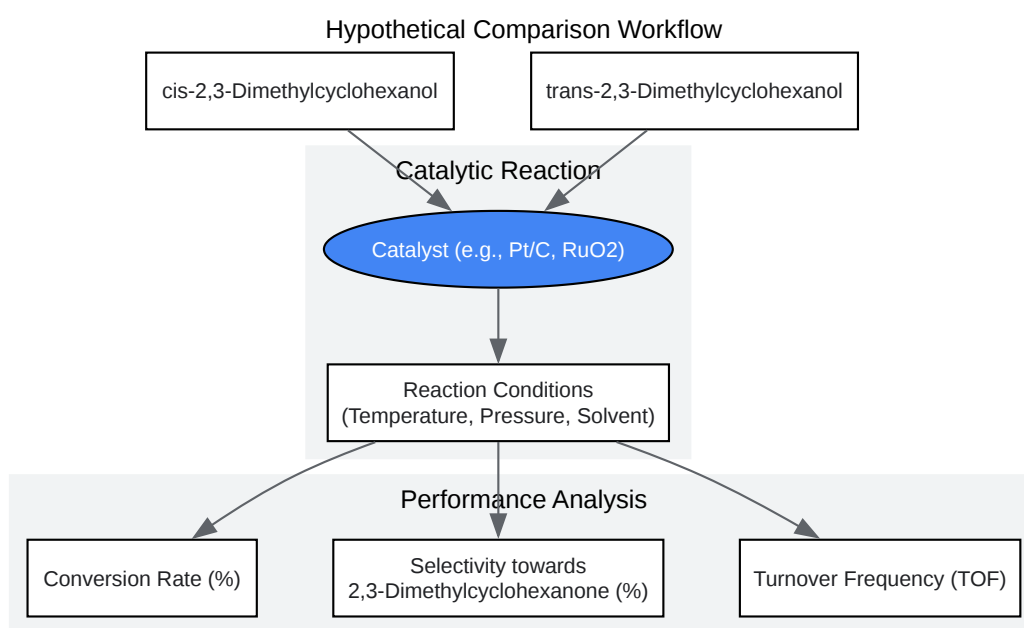 Hypothetical Comparison Workflow
cis-2,3-Dimethylcyclohexanol
trans-2,3-Dimethylcyclohexanol
Catalytic Reaction
Catalyst (e.g., Pt/C, RuO2)
Reaction Conditions
(Temperature, Pressure, Solvent)
Performance Analysis
Conversion Rate (%)
Selectivity towards
2,3-Dimethylcyclohexanone (%)
Turnover Frequency (TOF)